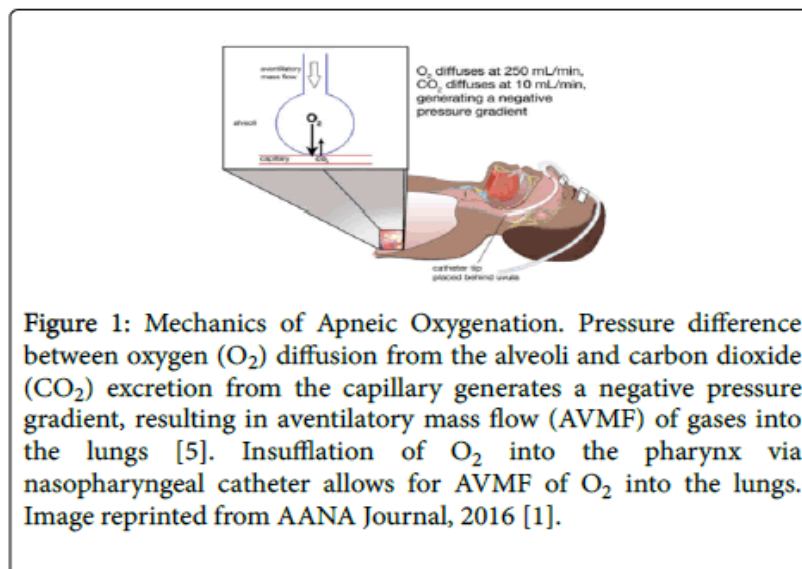 aventilatory
mass flow
O₂ diffuses at 250 mL/min,
CO₂ diffuses at 10 mL/min,
generating a negative
pressure gradient
alveoli
O₂
capillary
CO₂
catheter tip
placed behind uvula
Figure 1: Mechanics of Apneic Oxygenation. Pressure difference
between oxygen (O₂) diffusion from the alveoli and carbon dioxide
(CO₂) excretion from the capillary generates a negative pressure
gradient, resulting in aventilatory mass flow (AVMF) of gases into
the lungs [5]. Insufflation of O₂ into the pharynx via
nasopharyngeal catheter allows for AVMF of O₂ into the lungs.
Image reprinted from AANA Journal, 2016 [1].